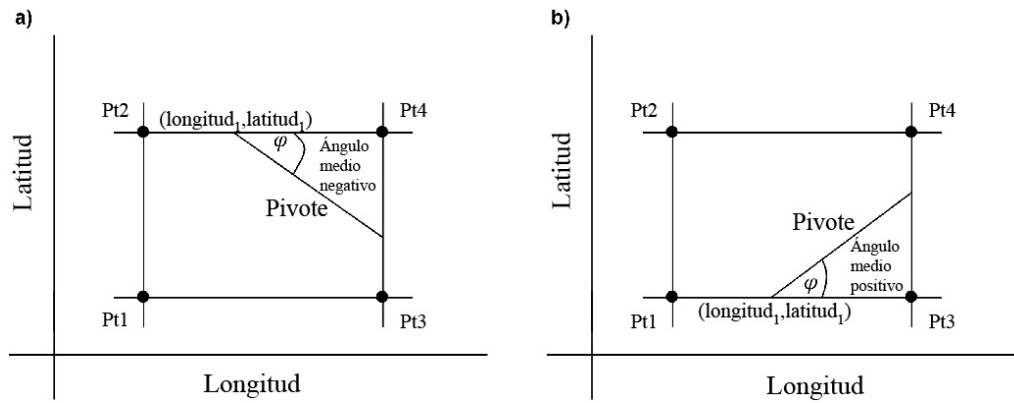 a)
Latitud
Pt2
(longitud₁,latitud₁)
Pt4
φ
Ángulo
medio
negativo
Pivote
Pt1
Pt3
Longitud
b)
Latitud
Pt2
Pt4
Pivote
Ángulo
medio
positivo
φ
Pt1
(longitud₁,latitud₁)
Pt3
Longitud